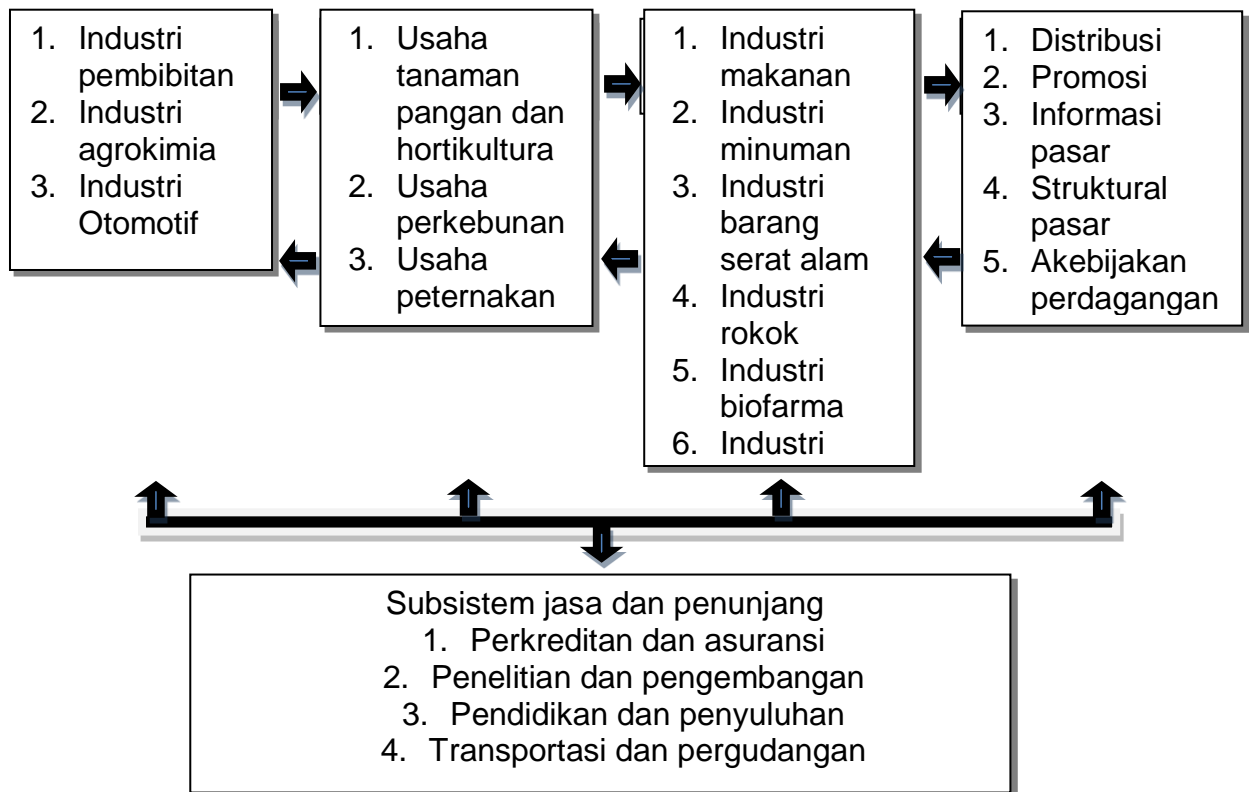 1. Industri
pembibitan
2. Industri
agrokimia
3. Industri
Otomotif
1. Usaha
tanaman
pangan dan
hortikultura
2. Usaha
perkebunan
3. Usaha
peternakan
1. Industri
makanan
2. Industri
minuman
3. Industri
barang
serat alam
4. Industri
rokok
5. Industri
biofarma
6. Industri
1. Distribusi
2. Promosi
3. Informasi
pasar
4. Struktural
pasar
5. Akebijakan
perdagangan
Subsistem jasa dan penunjang
1. Perkreditan dan asuransi
2. Penelitian dan pengembangan
3. Pendidikan dan penyuluhan
4. Transportasi dan pergudangan